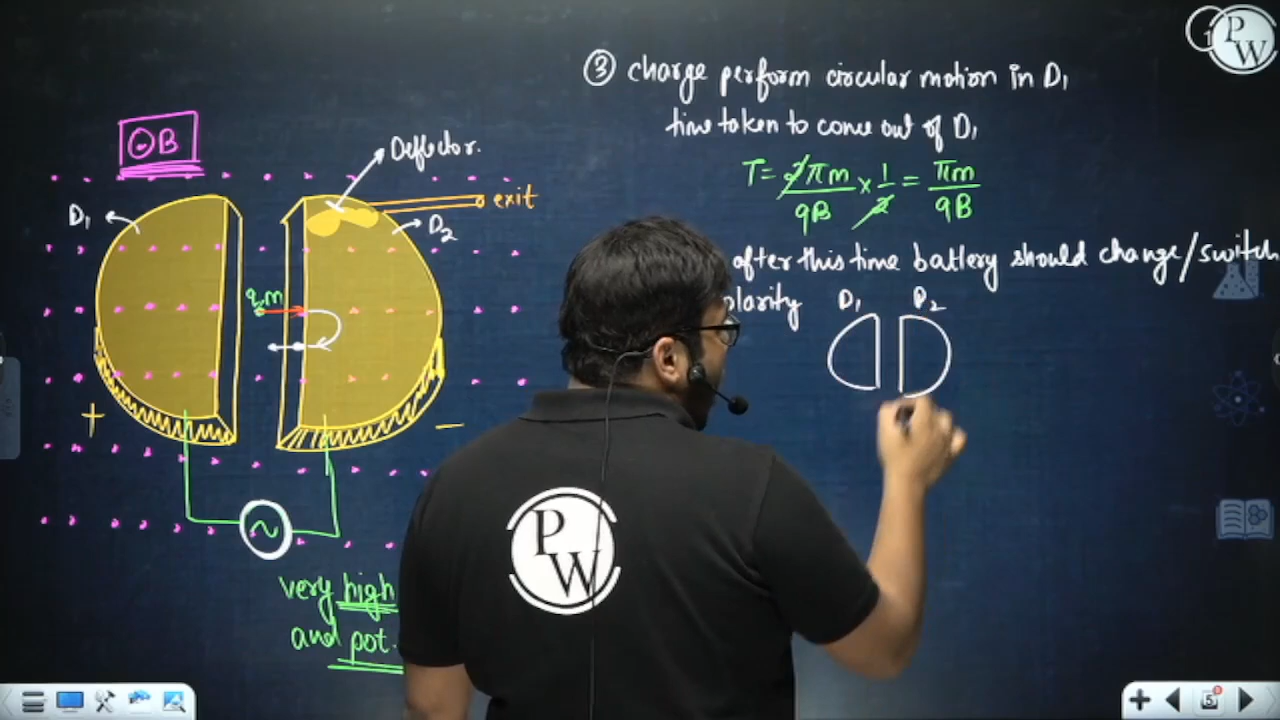 ③ charge perform circular motion in D₁
time taken to come out of D₁
T = 2πm/qB × 1/2 = πm/qB
after this time battery should change/switch
D₁ D₂
⊙B
Deflector.
exit
D₁
D₂
q, m
+
-
~
very high
and pot.
PW
PW